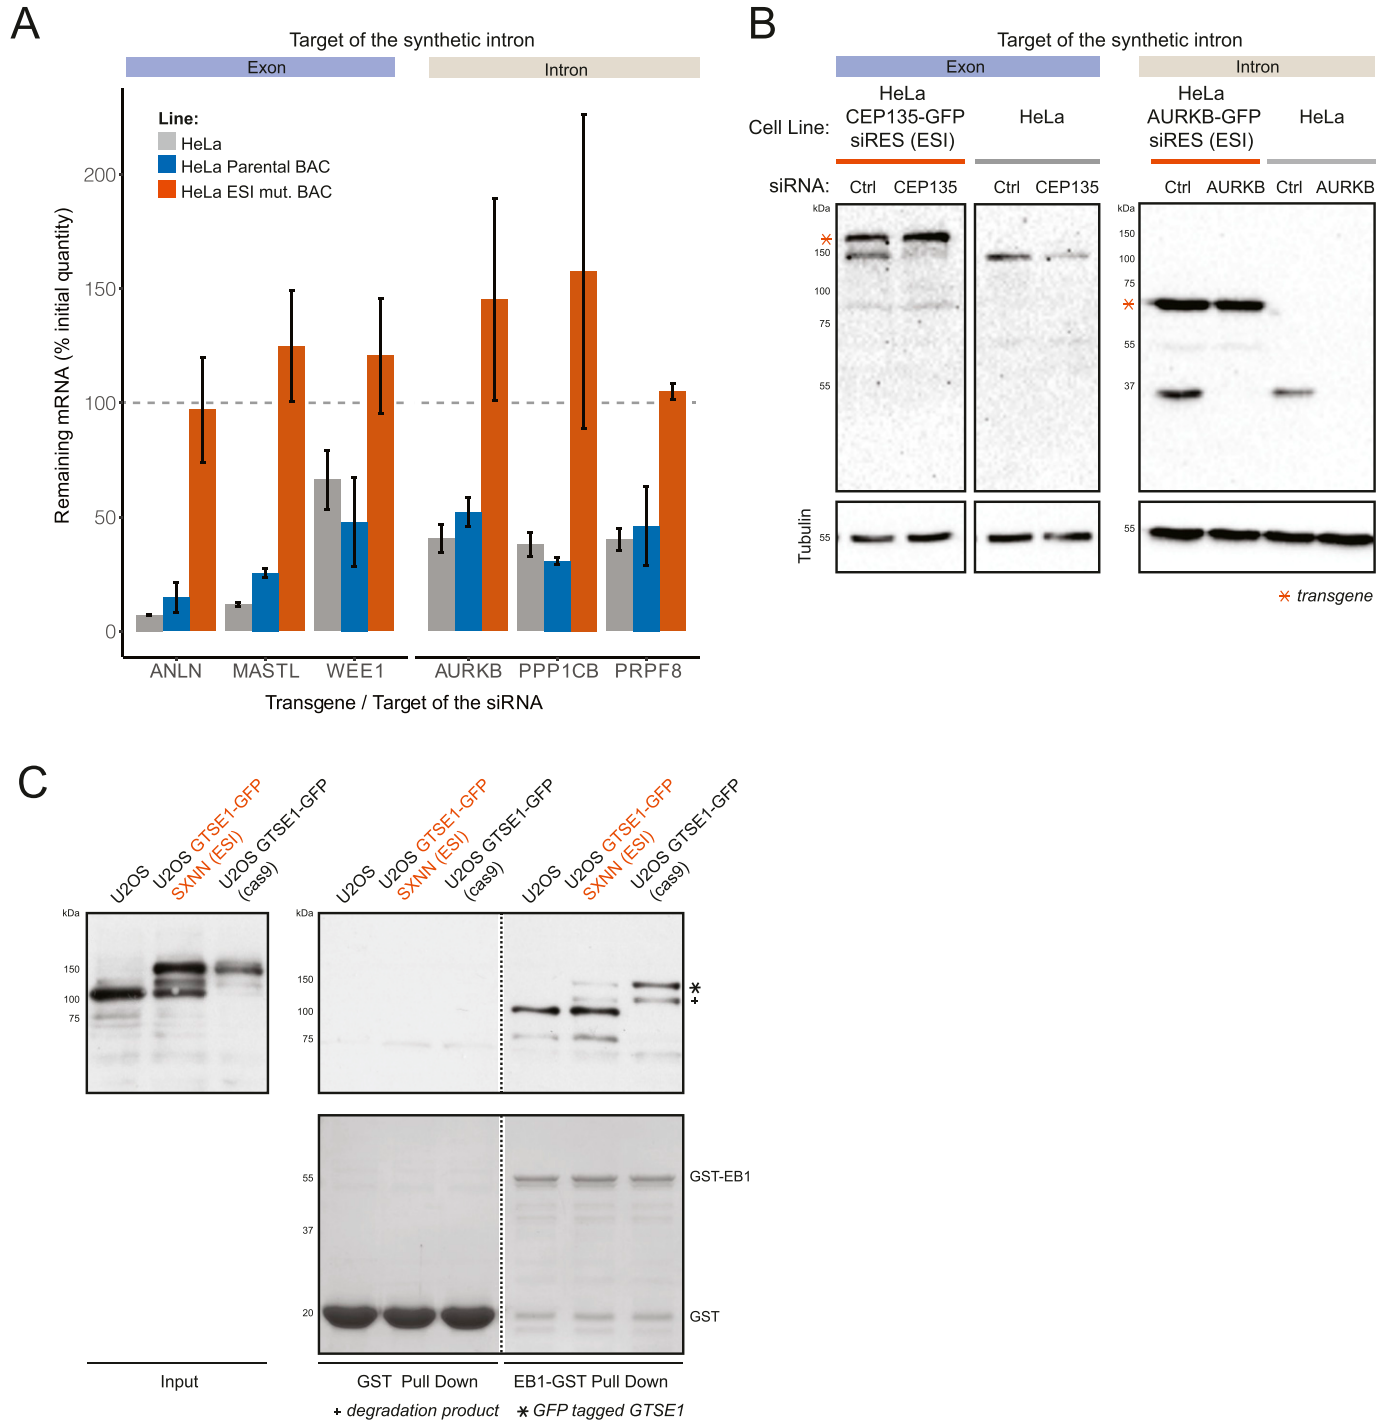 A
Target of the synthetic intron
Exon
Intron
Line:
HeLa
HeLa Parental BAC
HeLa ESI mut. BAC
Remaining mRNA (% initial quantity)
200
150
100
50
0
ANLN MASTL WEE1 AURKB PPP1CB PRPF8
Transgene / Target of the siRNA
B
Target of the synthetic intron
Exon
Intron
Cell Line:
HeLa
CEP135-GFP
siRES (ESI)
HeLa
HeLa
AURKB-GFP
siRES (ESI)
HeLa
siRNA: Ctrl CEP135 Ctrl CEP135 Ctrl AURKB Ctrl AURKB
kDa
150
100
75
55
kDa
150
100
75
55
37
Tubulin
55
55
* transgene
C
U2OS
U2OS GTSE1-GFP
SXNN (ESI)
U2OS GTSE1-GFP
(cas9)
U2OS
U2OS GTSE1-GFP
SXNN (ESI)
U2OS GTSE1-GFP
(cas9)
U2OS
U2OS GTSE1-GFP
SXNN (ESI)
U2OS GTSE1-GFP
(cas9)
kDa
150
100
75
kDa
150
100
75
*
+
55
37
20
GST-EB1
GST
Input
GST Pull Down
EB1-GST Pull Down
+ degradation product * GFP tagged GTSE1